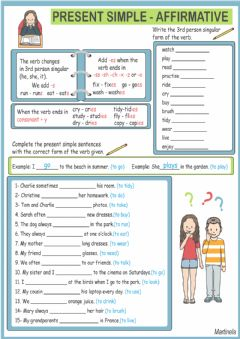 PRESENT SIMPLE - AFFIRMATIVE
The verb changes
in 3rd person singular
(he, she, it).
We add -s
run - runs eat - eats
Add -es when the
verb ends in
-ss -sh -ch -x -z or -o
fix - fixes go - goes
wash - washes
When the verb ends in
consonant + y
cry - cries tidy-tidies
study - studies fly - flies
dry - dries copy - copies
Write the 3rd person singular
form of the verb.
watch
play
read
practise
ride
enjoy
cry
brush
tidy
wear
live
enjoy
Complete the present simple sentences
with the correct form of the verb given.
Example: I go to the beach in summer. (to go)
Example: She plays in the garden. (to play)
1- Charlie sometimes his room. (to tidy)
2- Christine her homework. (to do)
3- Tom and Charlie photos. (to take)
4- Sarah often new dresses. (to buy)
5- The dog always in the park. (to run)
6- They always at one o'clock. (to eat)
7- My mother long dresses. (to wear)
8- My friend glasses. (to need)
9- We often to our friends. (to talk)
10- My sister and I to the cinema on Saturdays. (to go)
11- I at the birds when I go to the park. (to look)
12- My cousin his laptop every day. (to use)
13- We orange juice. (to drink)
14- Mary always her hair. (to brush)
15- My grandparents in France. (to live)
Martinela